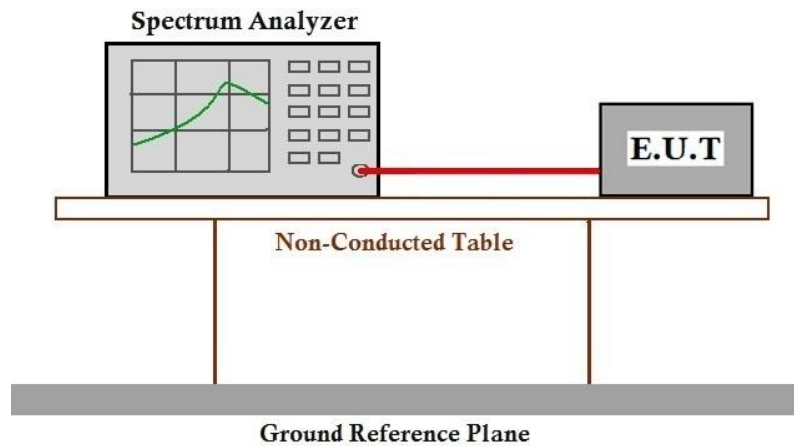 Spectrum Analyzer
E.U.T
Non-Conducted Table
Ground Reference Plane